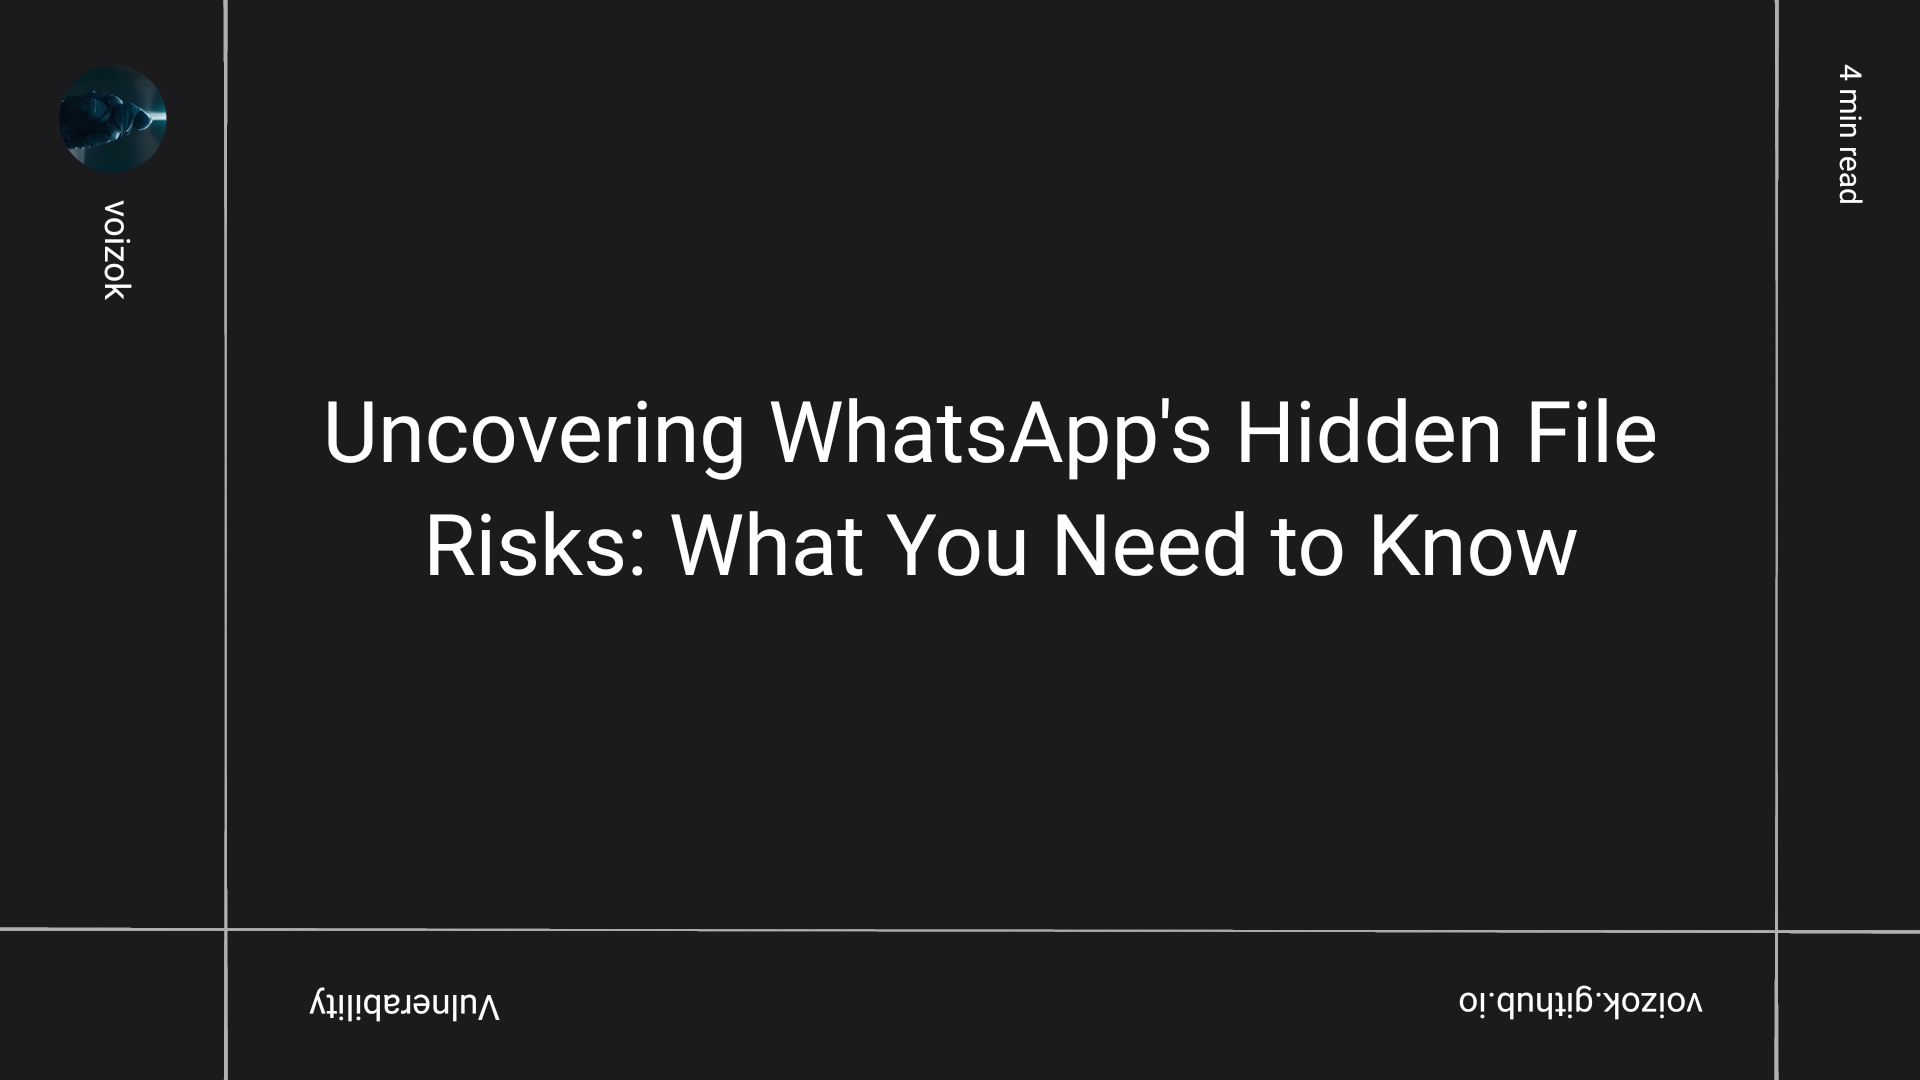 voizok
4 min read
Uncovering WhatsApp's Hidden File
Risks: What You Need to Know
Vulnerability
voizok.github.io